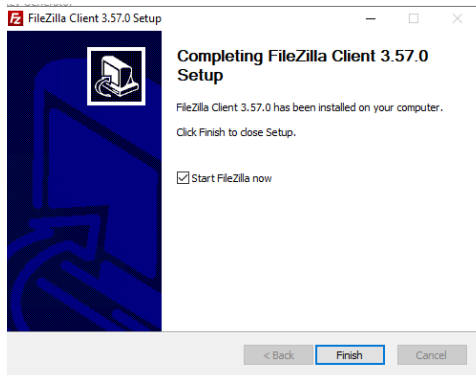 FileZilla Client 3.57.0 Setup
Completing FileZilla Client 3.57.0
Setup
FileZilla Client 3.57.0 has been installed on your computer.
Click Finish to close Setup.
Start FileZilla now
< Back
Finish
Cancel